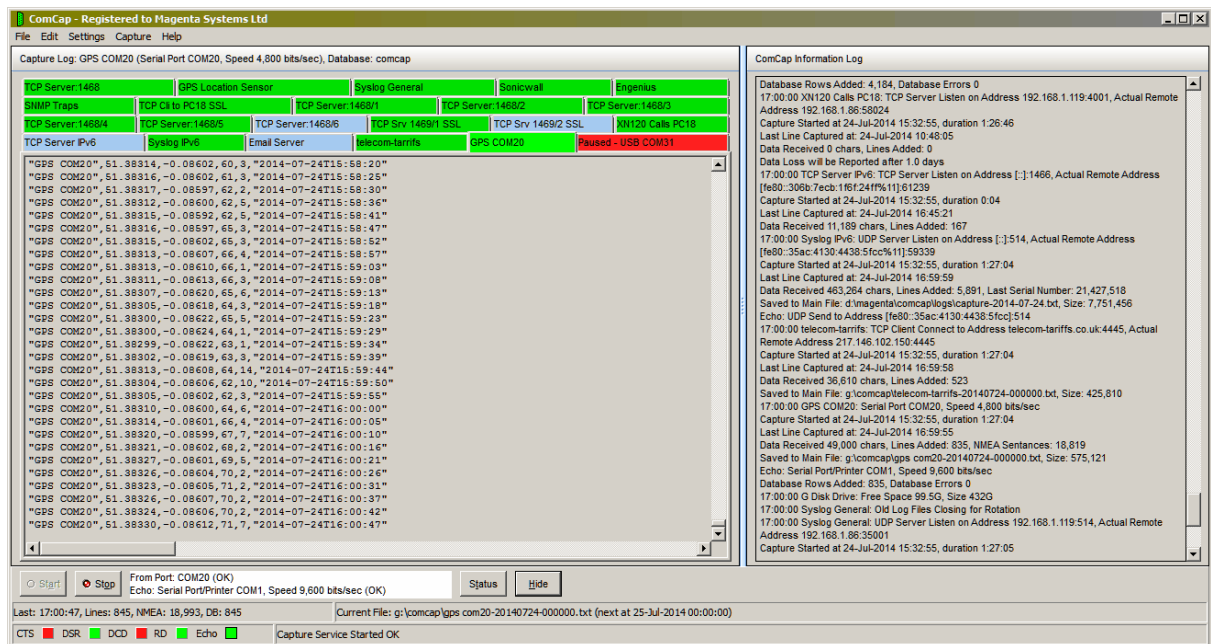 ComCap - Registered to Magenta Systems Ltd
File Edit Settings Capture Help
Capture Log: GPS COM20 (Serial Port COM20, Speed 4,800 bits/sec), Database: comcap
TCP Server:1468 GPS Location Sensor Syslog General Sonicwall Engenius
SNMP Traps TCP Cli to PC18 SSL TCP Server:1468/1 TCP Server:1468/2 TCP Server:1468/3
TCP Server:1468/4 TCP Server:1468/5 TCP Server:1468/6 TCP Srv 1469/1 SSL TCP Srv 1469/2 SSL XN120 Calls PC18
TCP Server IPv6 Syslog IPv6 Email Server telecom-tarrifs GPS COM20 Paused - USB COM31
"GPS COM20",51.38314,-0.08602,60,3,"2014-07-24T15:58:20"
"GPS COM20",51.38316,-0.08602,61,3,"2014-07-24T15:58:25"
"GPS COM20",51.38317,-0.08597,62,2,"2014-07-24T15:58:30"
"GPS COM20",51.38312,-0.08600,62,5,"2014-07-24T15:58:36"
"GPS COM20",51.38315,-0.08592,62,5,"2014-07-24T15:58:41"
"GPS COM20",51.38316,-0.08597,65,3,"2014-07-24T15:58:47"
"GPS COM20",51.38315,-0.08602,65,3,"2014-07-24T15:58:52"
"GPS COM20",51.38313,-0.08607,66,4,"2014-07-24T15:58:57"
"GPS COM20",51.38313,-0.08610,66,1,"2014-07-24T15:59:03"
"GPS COM20",51.38311,-0.08613,66,3,"2014-07-24T15:59:08"
"GPS COM20",51.38307,-0.08620,65,6,"2014-07-24T15:59:13"
"GPS COM20",51.38305,-0.08618,64,3,"2014-07-24T15:59:18"
"GPS COM20",51.38300,-0.08622,65,5,"2014-07-24T15:59:23"
"GPS COM20",51.38300,-0.08624,64,1,"2014-07-24T15:59:29"
"GPS COM20",51.38299,-0.08622,63,1,"2014-07-24T15:59:34"
"GPS COM20",51.38302,-0.08619,63,3,"2014-07-24T15:59:39"
"GPS COM20",51.38313,-0.08608,64,14,"2014-07-24T15:59:44"
"GPS COM20",51.38304,-0.08606,62,10,"2014-07-24T15:59:50"
"GPS COM20",51.38305,-0.08602,62,3,"2014-07-24T15:59:55"
"GPS COM20",51.38310,-0.08600,64,6,"2014-07-24T16:00:00"
"GPS COM20",51.38314,-0.08601,66,4,"2014-07-24T16:00:05"
"GPS COM20",51.38320,-0.08599,67,7,"2014-07-24T16:00:10"
"GPS COM20",51.38321,-0.08602,68,2,"2014-07-24T16:00:16"
"GPS COM20",51.38327,-0.08601,69,5,"2014-07-24T16:00:21"
"GPS COM20",51.38326,-0.08604,70,2,"2014-07-24T16:00:26"
"GPS COM20",51.38323,-0.08605,71,2,"2014-07-24T16:00:31"
"GPS COM20",51.38326,-0.08607,70,2,"2014-07-24T16:00:37"
"GPS COM20",51.38324,-0.08606,70,2,"2014-07-24T16:00:42"
"GPS COM20",51.38330,-0.08612,71,7,"2014-07-24T16:00:47"
ComCap Information Log
Database Rows Added: 4,184, Database Errors 0
17:00:00 XN120 Calls PC18: TCP Server Listen on Address 192.168.1.119:4001, Actual Remote
Address 192.168.1.86:58024
Capture Started at 24-Jul-2014 15:32:55, duration 1:26:46
Last Line Captured at: 24-Jul-2014 10:48:05
Data Received 0 chars, Lines Added: 0
Data Loss will be Reported after 1.0 days
17:00:00 TCP Server IPv6: TCP Server Listen on Address [::]:1466, Actual Remote Address
[fe80::306b:7ecb:1f6f:24ff%11]:61239
Capture Started at 24-Jul-2014 15:32:55, duration 0:04
Last Line Captured at: 24-Jul-2014 16:45:21
Data Received 11,189 chars, Lines Added: 167
17:00:00 Syslog IPv6: UDP Server Listen on Address [::]:514, Actual Remote Address
[fe80::35ac:4130:4438:5fcc%11]:59339
Capture Started at 24-Jul-2014 15:32:55, duration 1:27:04
Last Line Captured at: 24-Jul-2014 16:59:59
Data Received 463,264 chars, Lines Added: 5,891, Last Serial Number: 21,427,518
Saved to Main File: d:\magenta\comcap\logs\capture-2014-07-24.txt, Size: 7,751,456
Echo: UDP Send to Address [fe80::35ac:4130:4438:5fcc]:514
17:00:00 telecom-tarrifs: TCP Client Connect to Address telecom-tariffs.co.uk:4445, Actual
Remote Address 217.146.102.150:4445
Capture Started at 24-Jul-2014 15:32:55, duration 1:27:04
Last Line Captured at: 24-Jul-2014 16:59:58
Data Received 36,610 chars, Lines Added: 523
Saved to Main File: g:\comcap\telecom-tarrifs-20140724-000000.txt, Size: 425,810
17:00:00 GPS COM20: Serial Port COM20, Speed 4,800 bits/sec
Capture Started at 24-Jul-2014 15:32:55, duration 1:27:04
Last Line Captured at: 24-Jul-2014 16:59:55
Data Received 49,000 chars, Lines Added: 835, NMEA Sentances: 18,819
Saved to Main File: g:\comcap\gps com20-20140724-000000.txt, Size: 575,121
Echo: Serial Port/Printer COM1, Speed 9,600 bits/sec
Database Rows Added: 835, Database Errors 0
17:00:00 G Disk Drive: Free Space 99.5G, Size 432G
17:00:00 Syslog General: Old Log Files Closing for Rotation
17:00:00 Syslog General: UDP Server Listen on Address 192.168.1.119:514, Actual Remote
Address 192.168.1.86:35001
Capture Started at 24-Jul-2014 15:32:55, duration 1:27:05
Start Stop
From Port: COM20 (OK)
Echo: Serial Port/Printer COM1, Speed 9,600 bits/sec (OK)
Status Hide
Last: 17:00:47, Lines: 845, NMEA: 18,993, DB: 845
Current File: g:\comcap\gps com20-20140724-000000.txt (next at 25-Jul-2014 00:00:00)
CTS DSR DCD RD Echo Capture Service Started OK